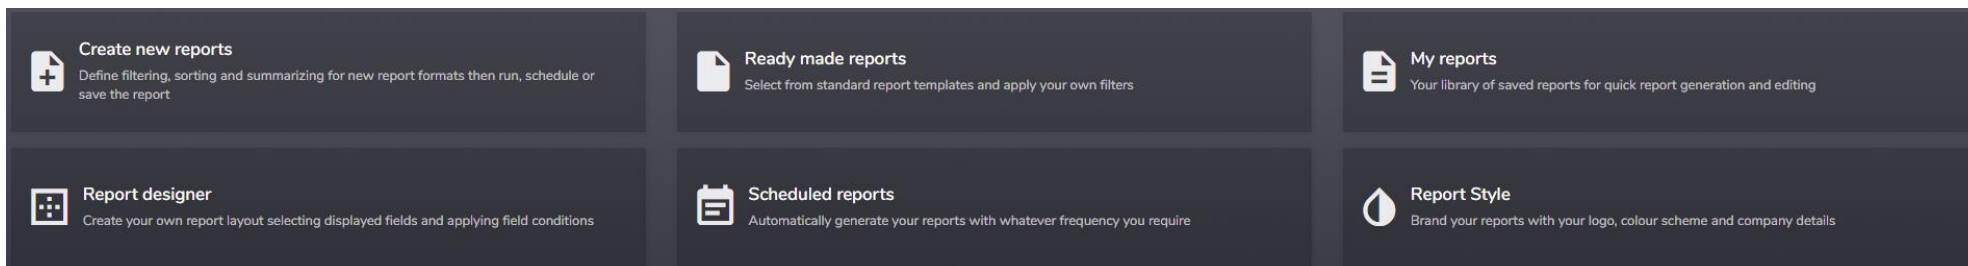 Create new reports
Define filtering, sorting and summarizing for new report formats then run, schedule or
save the report
Ready made reports
Select from standard report templates and apply your own filters
My reports
Your library of saved reports for quick report generation and editing
Report designer
Create your own report layout selecting displayed fields and applying field conditions
Scheduled reports
Automatically generate your reports with whatever frequency you require
Report Style
Brand your reports with your logo, colour scheme and company details